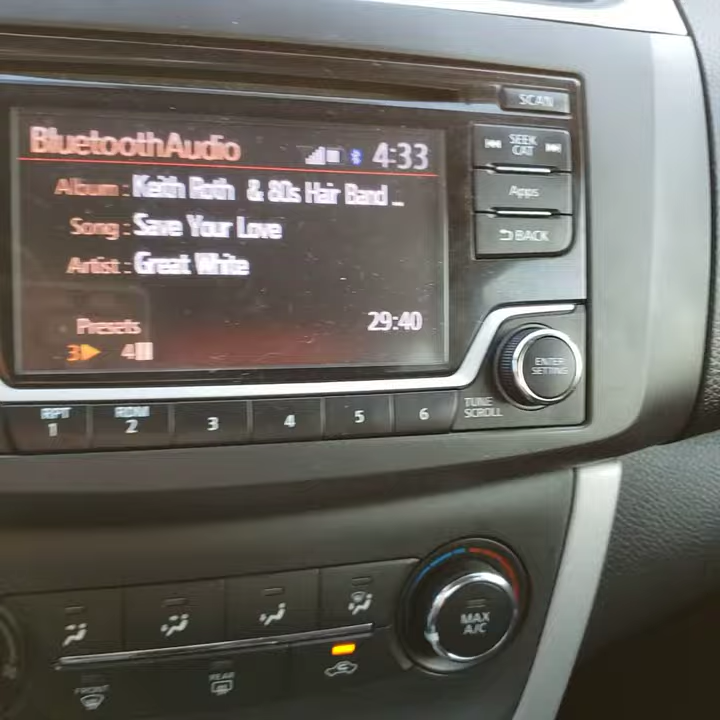 SCAN
BluetoothAudio 4:33
SEEK
CAT
Album : Keith Roth & 80s Hair Band ...
Apps
Song : Save Your Love
BACK
Artist : Great White
Presets 29:40
3 4
ENTER
SETTING
TUNE
SCROLL
RPT RDM
1 2 3 4 5 6
MAX
A/C
FRONT REAR